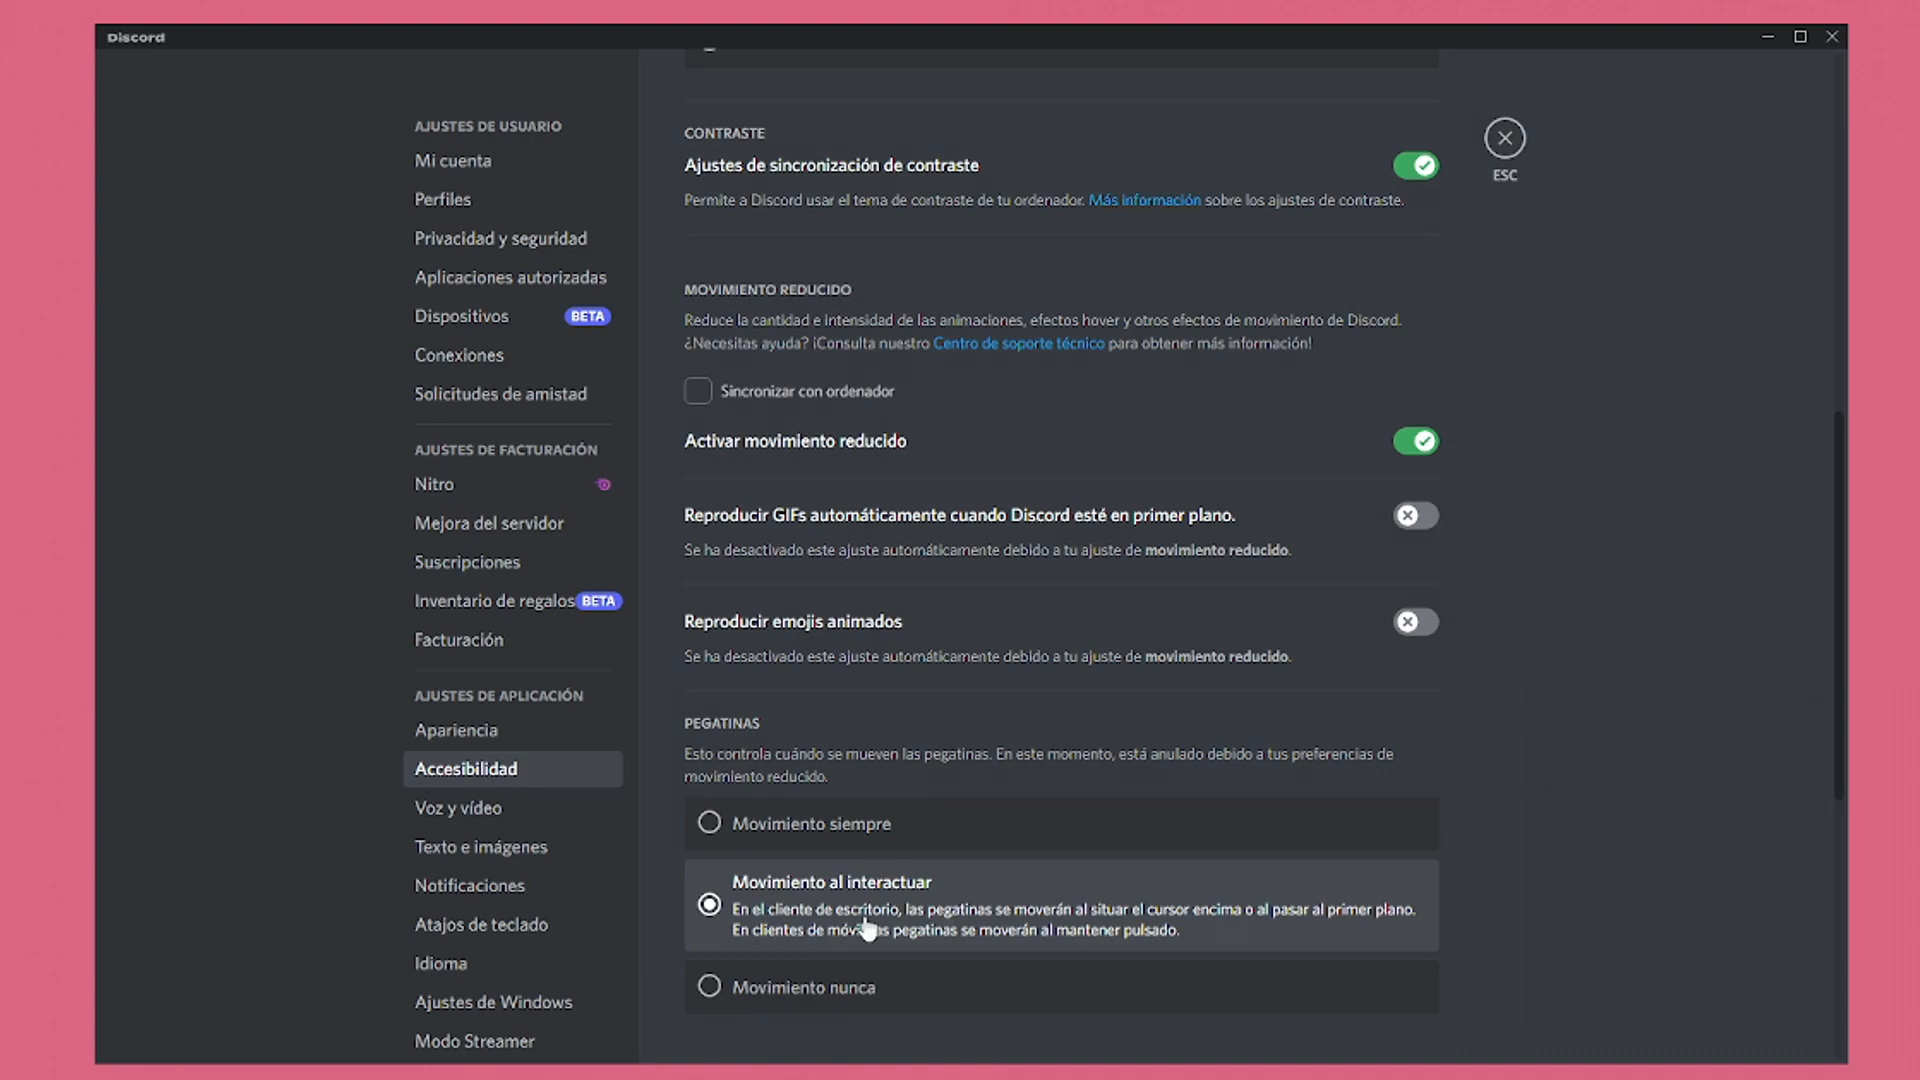 Discord
AJUSTES DE USUARIO
Mi cuenta
Perfiles
Privacidad y seguridad
Aplicaciones autorizadas
Dispositivos BETA
Conexiones
Solicitudes de amistad
AJUSTES DE FACTURACIÓN
Nitro
Mejora del servidor
Suscripciones
Inventario de regalos BETA
Facturación
AJUSTES DE APLICACIÓN
Apariencia
Accesibilidad
Voz y vídeo
Texto e imágenes
Notificaciones
Atajos de teclado
Idioma
Ajustes de Windows
Modo Streamer
CONTRASTE
Ajustes de sincronización de contraste
Permite a Discord usar el tema de contraste de tu ordenador. Más información sobre los ajustes de contraste.
MOVIMIENTO REDUCIDO
Reduce la cantidad e intensidad de las animaciones, efectos hover y otros efectos de movimiento de Discord.
¿Necesitas ayuda? ¡Consulta nuestro Centro de soporte técnico para obtener más información!
Sincronizar con ordenador
Activar movimiento reducido
Reproducir GIFs automáticamente cuando Discord esté en primer plano.
Se ha desactivado este ajuste automáticamente debido a tu ajuste de movimiento reducido.
Reproducir emojis animados
Se ha desactivado este ajuste automáticamente debido a tu ajuste de movimiento reducido.
PEGATINAS
Esto controla cuándo se mueven las pegatinas. En este momento, está anulado debido a tus preferencias de
movimiento reducido.
Movimiento siempre
Movimiento al interactuar
En el cliente de escritorio, las pegatinas se moverán al situar el cursor encima o al pasar al primer plano.
En clientes de pegatinas se moverán al mantener pulsado.
Movimiento nunca
ESC